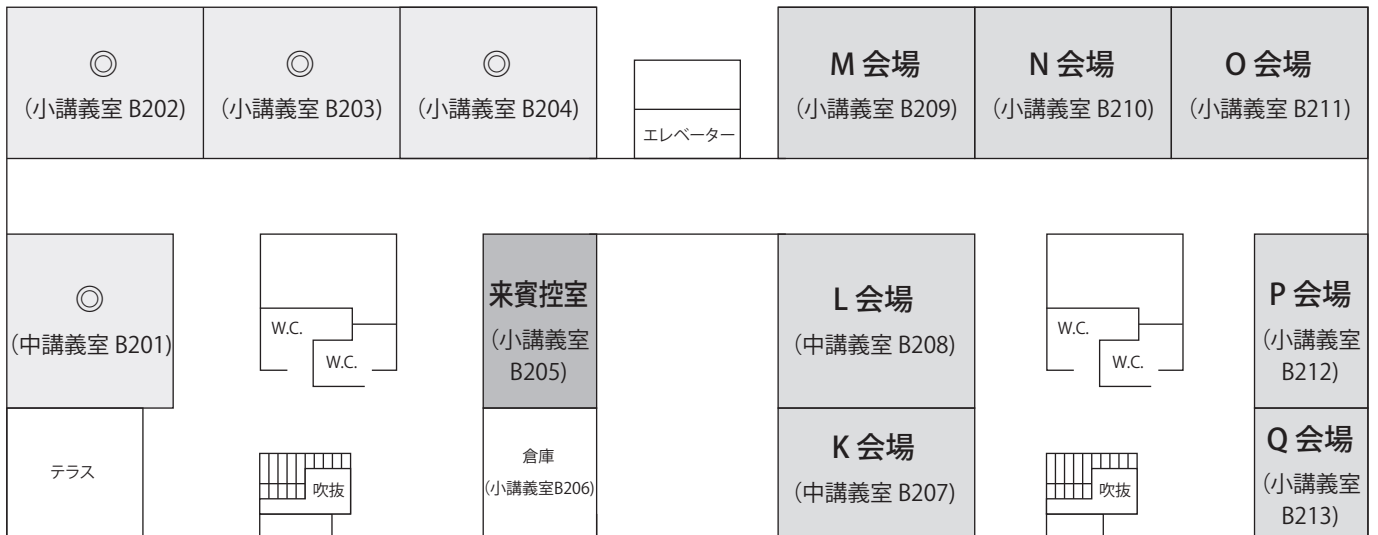 ◎
(小講義室 B202)
◎
(小講義室 B203)
◎
(小講義室 B204)
エレベーター
M 会場
(小講義室 B209)
N 会場
(小講義室 B210)
O 会場
(小講義室 B211)
◎
(中講義室 B201)
W.C.
W.C.
来賓控室
(小講義室
B205)
L 会場
(中講義室 B208)
W.C.
W.C.
P 会場
(小講義室
B212)
テラス
吹抜
倉庫
(小講義室B206)
K 会場
(中講義室 B207)
吹抜
Q 会場
(小講義室
B213)